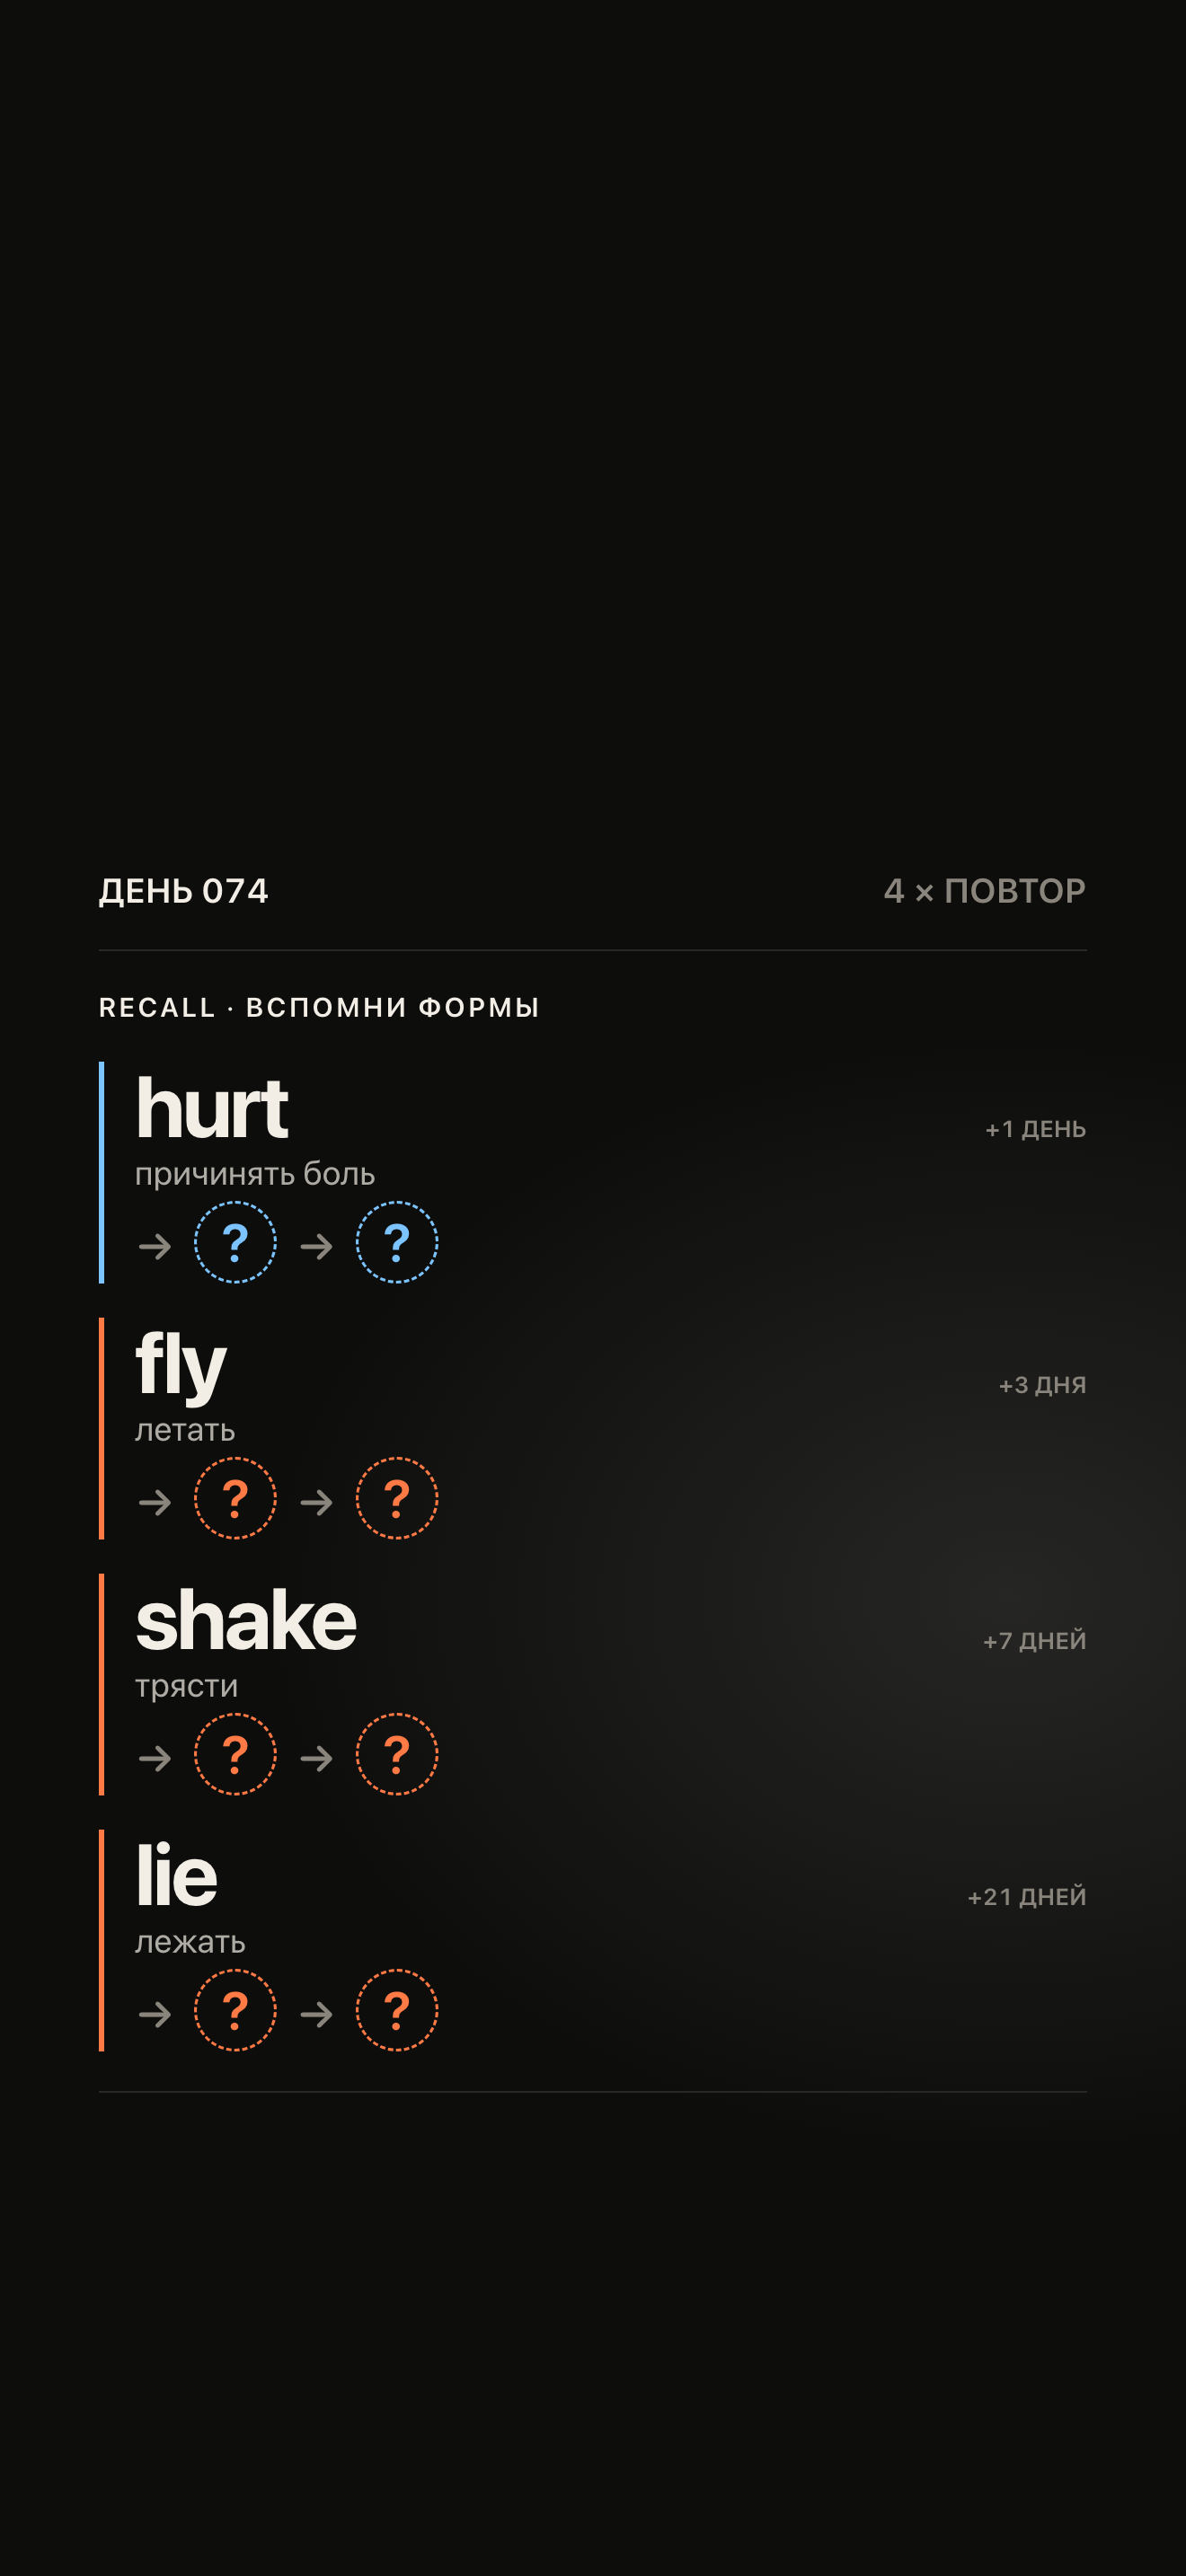 ДЕНЬ 074
4 × ПОВТОР
RECALL · ВСПОМНИ ФОРМЫ
hurt
+1 ДЕНЬ
причинять боль
→ ? → ?
fly
+3 ДНЯ
летать
→ ? → ?
shake
+7 ДНЕЙ
трясти
→ ? → ?
lie
+21 ДНЕЙ
лежать
→ ? → ?